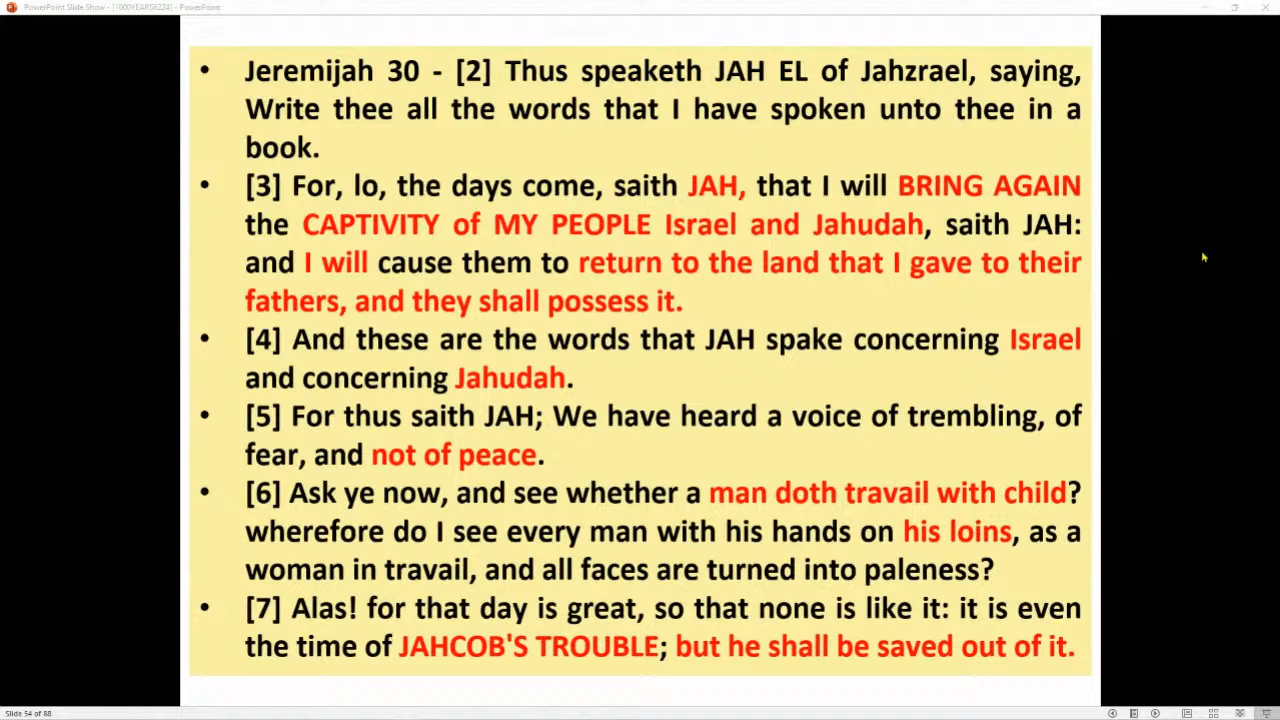 PowerPoint Slide Show - [1000YEARS6224] - PowerPoint
• Jeremijah 30 - [2] Thus speaketh JAH EL of Jahzrael, saying,
Write thee all the words that I have spoken unto thee in a
book.
• [3] For, lo, the days come, saith JAH, that I will BRING AGAIN
the CAPTIVITY of MY PEOPLE Israel and Jahudah, saith JAH:
and I will cause them to return to the land that I gave to their
fathers, and they shall possess it.
• [4] And these are the words that JAH spake concerning Israel
and concerning Jahudah.
• [5] For thus saith JAH; We have heard a voice of trembling, of
fear, and not of peace.
• [6] Ask ye now, and see whether a man doth travail with child?
wherefore do I see every man with his hands on his loins, as a
woman in travail, and all faces are turned into paleness?
• [7] Alas! for that day is great, so that none is like it: it is even
the time of JAHCOB'S TROUBLE; but he shall be saved out of it.
Slide 54 of 88